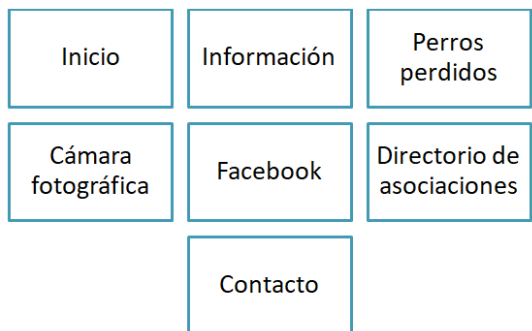 Inicio
Información
Perros
perdidos
Cámara
fotográfica
Facebook
Directorio de
asociaciones
Contacto